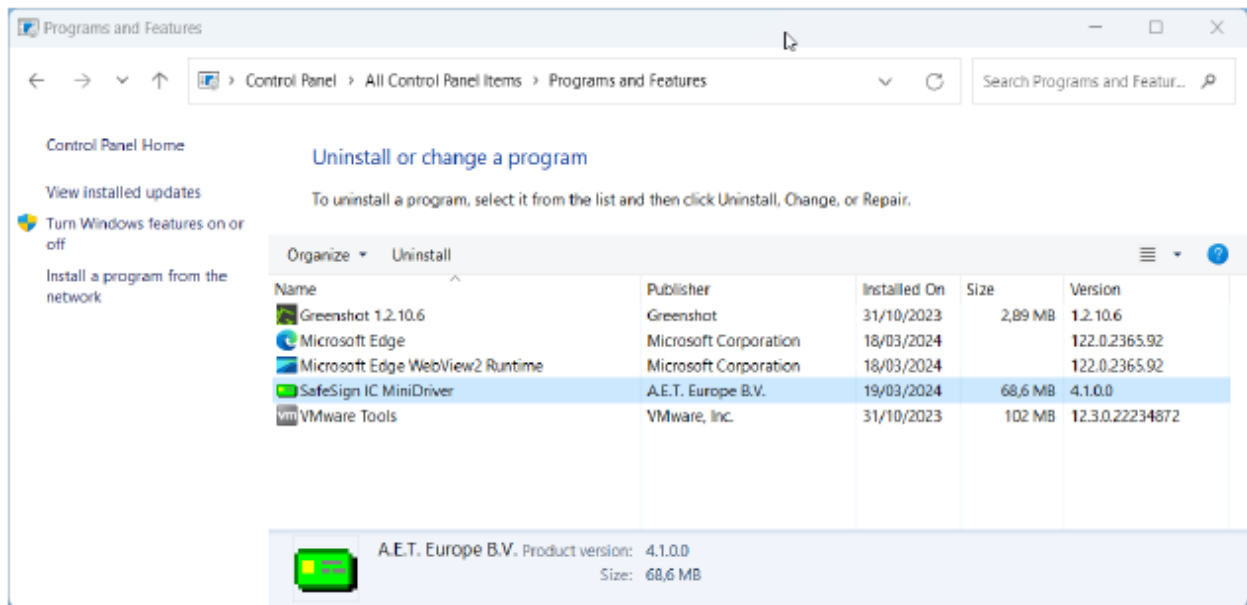 Programs and Features
Control Panel > All Control Panel Items > Programs and Features
Search Programs and Featur...
Control Panel Home
View installed updates
Turn Windows features on or
off
Install a program from the
network
Uninstall or change a program
To uninstall a program, select it from the list and then click Uninstall, Change, or Repair.
Organize Uninstall
Name Publisher Installed On Size Version
Greenshot 1.2.10.6 Greenshot 31/10/2023 2,89 MB 1.2.10.6
Microsoft Edge Microsoft Corporation 18/03/2024 122.0.2365.92
Microsoft Edge WebView2 Runtime Microsoft Corporation 18/03/2024 122.0.2365.92
SafeSign IC MiniDriver A.E.T. Europe B.V. 19/03/2024 68,6 MB 4.1.0.0
vm VMware Tools VMware, Inc. 31/10/2023 102 MB 12.3.0.22234872
A.E.T. Europe B.V. Product version: 4.1.0.0
Size: 68,6 MB